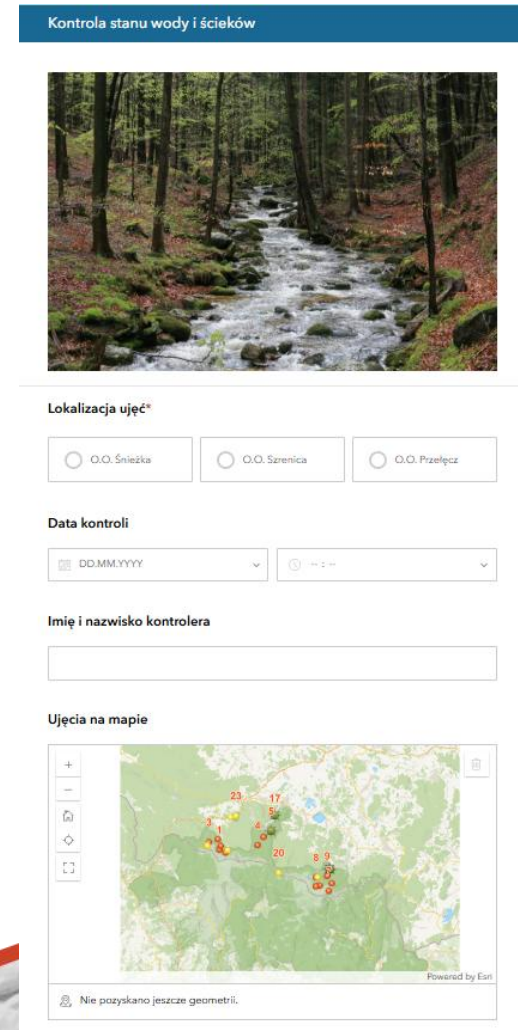 Kontrola stanu wody i ścieków
Lokalizacja ujęć*
O.O. Śnieżka
O.O. Szrenica
O.O. Przełęcz
Data kontroli
DD.MM.YYYY
-- : --
Imię i nazwisko kontrolera
Ujęcia na mapie
+
−
23
17
3
1
5
4
20
8
9
Powered by Esri
Nie pozyskano jeszcze geometrii.